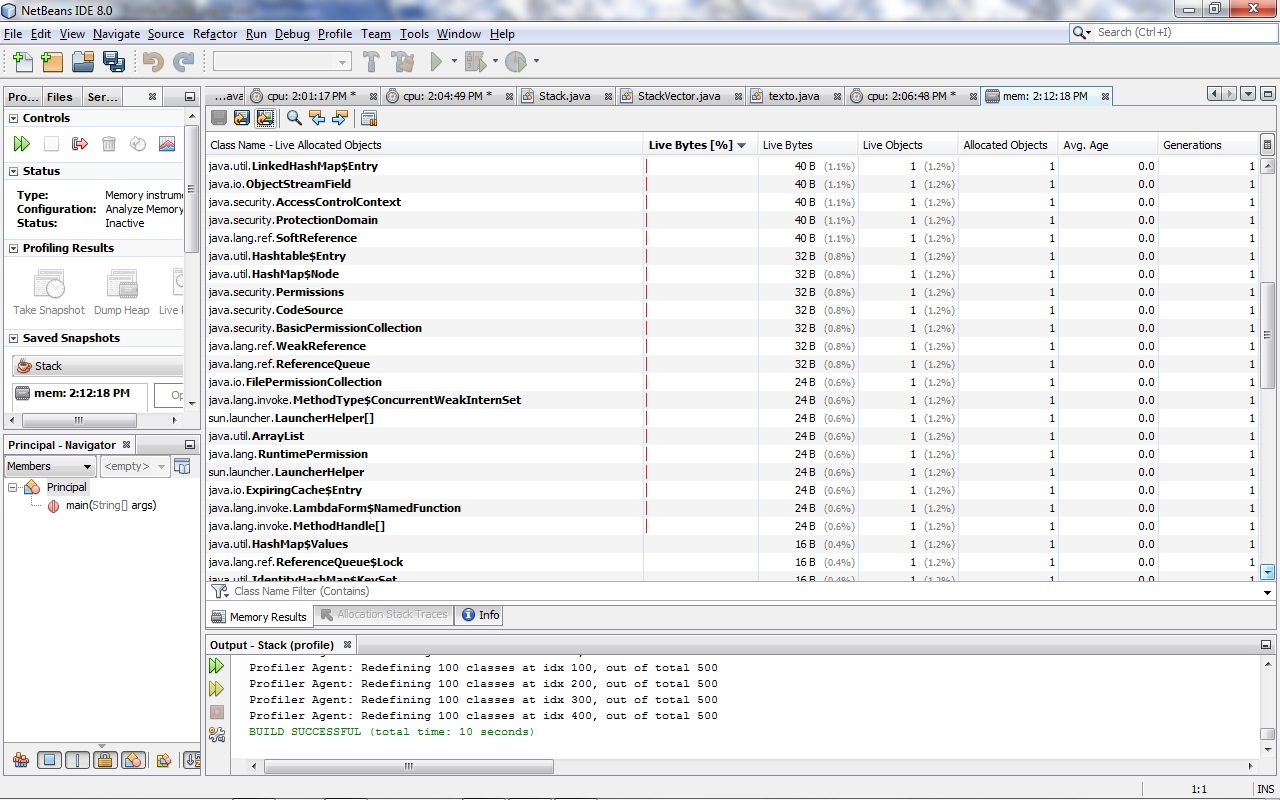 NetBeans IDE 8.0
File Edit View Navigate Source Refactor Run Debug Profile Team Tools Window Help
Search (Ctrl+I)
Pro... Files Ser...
...ava cpu: 2:01:17 PM * cpu: 2:04:49 PM * Stack.java StackVector.java texto.java cpu: 2:06:48 PM * mem: 2:12:18 PM
Controls
Status
Type: Memory instrum
Configuration: Analyze Memory
Status: Inactive
Profiling Results
Take Snapshot Dump Heap Live
Saved Snapshots
Stack
mem: 2:12:18 PM Op
Principal - Navigator
Members <empty>
Principal
main(String[] args)
Class Name - Live Allocated Objects Live Bytes [%] Live Bytes Live Objects Allocated Objects Avg. Age Generations
java.util.LinkedHashMap$Entry 40 B (1.1%) 1 (1.2%) 1 0.0 1
java.io.ObjectStreamField 40 B (1.1%) 1 (1.2%) 1 0.0 1
java.security.AccessControlContext 40 B (1.1%) 1 (1.2%) 1 0.0 1
java.security.ProtectionDomain 40 B (1.1%) 1 (1.2%) 1 0.0 1
java.lang.ref.SoftReference 40 B (1.1%) 1 (1.2%) 1 0.0 1
java.util.Hashtable$Entry 32 B (0.8%) 1 (1.2%) 1 0.0 1
java.util.HashMap$Node 32 B (0.8%) 1 (1.2%) 1 0.0 1
java.security.Permissions 32 B (0.8%) 1 (1.2%) 1 0.0 1
java.security.CodeSource 32 B (0.8%) 1 (1.2%) 1 0.0 1
java.security.BasicPermissionCollection 32 B (0.8%) 1 (1.2%) 1 0.0 1
java.lang.ref.WeakReference 32 B (0.8%) 1 (1.2%) 1 0.0 1
java.lang.ref.ReferenceQueue 32 B (0.8%) 1 (1.2%) 1 0.0 1
java.io.FilePermissionCollection 24 B (0.6%) 1 (1.2%) 1 0.0 1
java.lang.invoke.MethodType$ConcurrentWeakInternSet 24 B (0.6%) 1 (1.2%) 1 0.0 1
sun.launcher.LauncherHelper[] 24 B (0.6%) 1 (1.2%) 1 0.0 1
java.util.ArrayList 24 B (0.6%) 1 (1.2%) 1 0.0 1
java.lang.RuntimePermission 24 B (0.6%) 1 (1.2%) 1 0.0 1
sun.launcher.LauncherHelper 24 B (0.6%) 1 (1.2%) 1 0.0 1
java.io.ExpiringCache$Entry 24 B (0.6%) 1 (1.2%) 1 0.0 1
java.lang.invoke.LambdaForm$NamedFunction 24 B (0.6%) 1 (1.2%) 1 0.0 1
java.lang.invoke.MethodHandle[] 24 B (0.6%) 1 (1.2%) 1 0.0 1
java.util.HashMap$Values 16 B (0.4%) 1 (1.2%) 1 0.0 1
java.lang.ref.ReferenceQueue$Lock 16 B (0.4%) 1 (1.2%) 1 0.0 1
java.util.IdentityHashMap$KeySet 16 B (0.4%) 1 (1.2%) 1 0.0 1
Class Name Filter (Contains)
Memory Results Allocation Stack Traces Info
Output - Stack (profile)
Profiler Agent: Redefining 100 classes at idx 100, out of total 500
Profiler Agent: Redefining 100 classes at idx 200, out of total 500
Profiler Agent: Redefining 100 classes at idx 300, out of total 500
Profiler Agent: Redefining 100 classes at idx 400, out of total 500
BUILD SUCCESSFUL (total time: 10 seconds)
1:1 INS